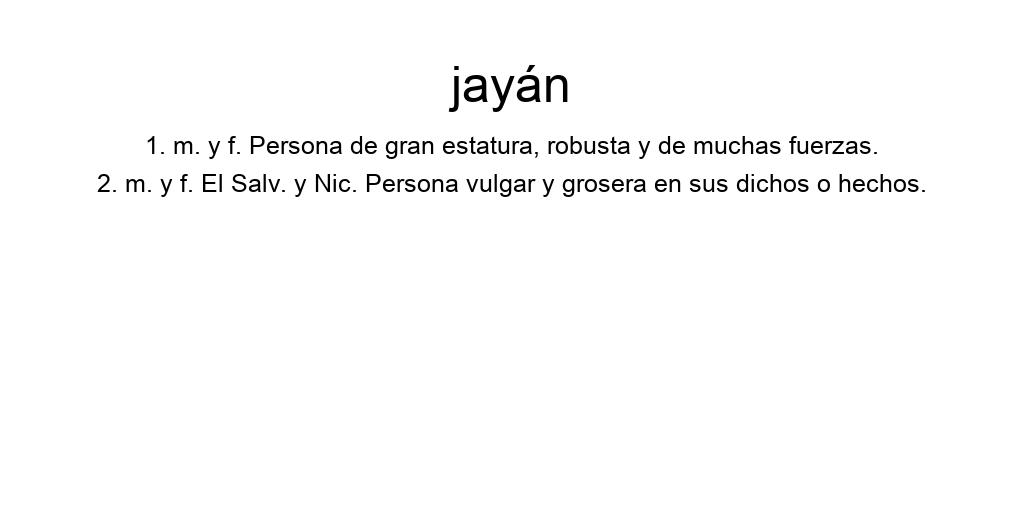 jayán
1. m. y f. Persona de gran estatura, robusta y de muchas fuerzas.
2. m. y f. El Salv. y Nic. Persona vulgar y grosera en sus dichos o hechos.